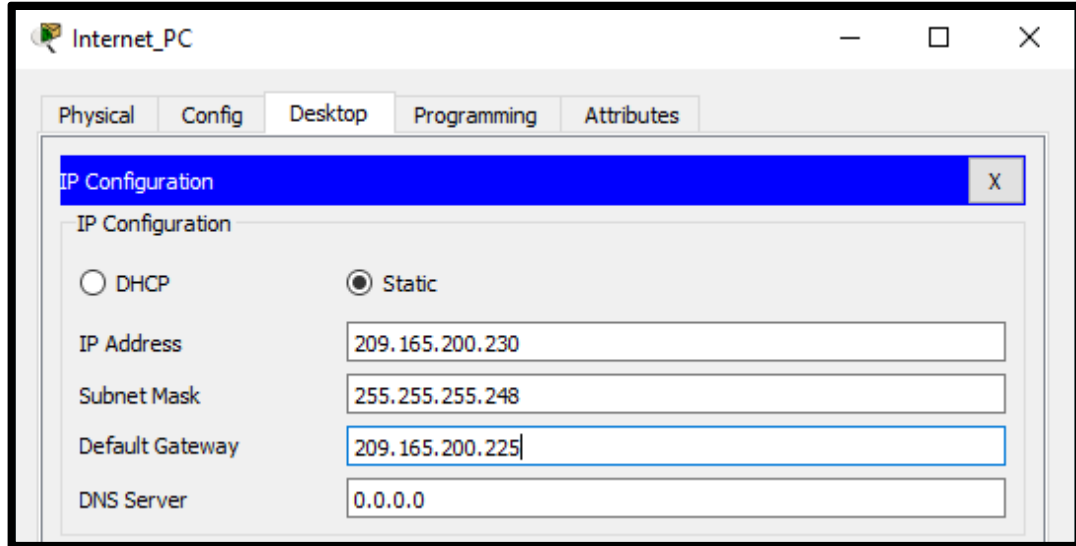 Internet_PC
Physical Config Desktop Programming Attributes
IP Configuration X
IP Configuration
DHCP Static
IP Address 209.165.200.230
Subnet Mask 255.255.255.248
Default Gateway 209.165.200.225
DNS Server 0.0.0.0